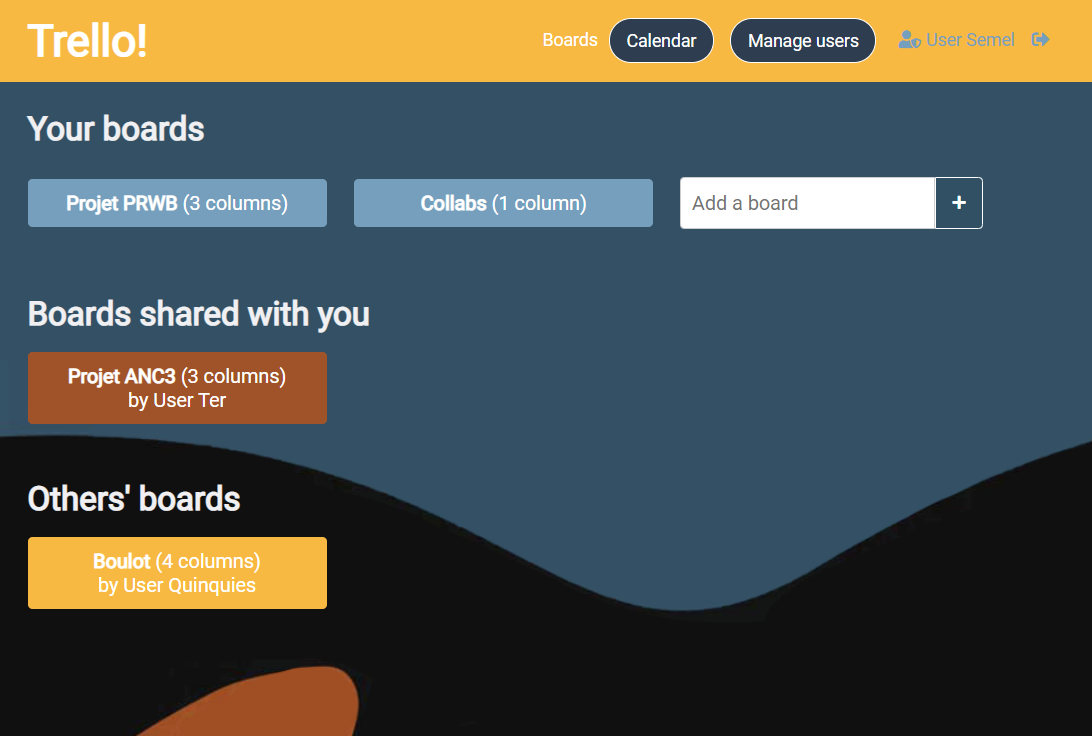 Trello!
Boards Calendar Manage users User Semel
Your boards
Projet PRWB (3 columns) Collabs (1 column) Add a board +
Boards shared with you
Projet ANC3 (3 columns)
by User Ter
Others' boards
Boulot (4 columns)
by User Quinquies